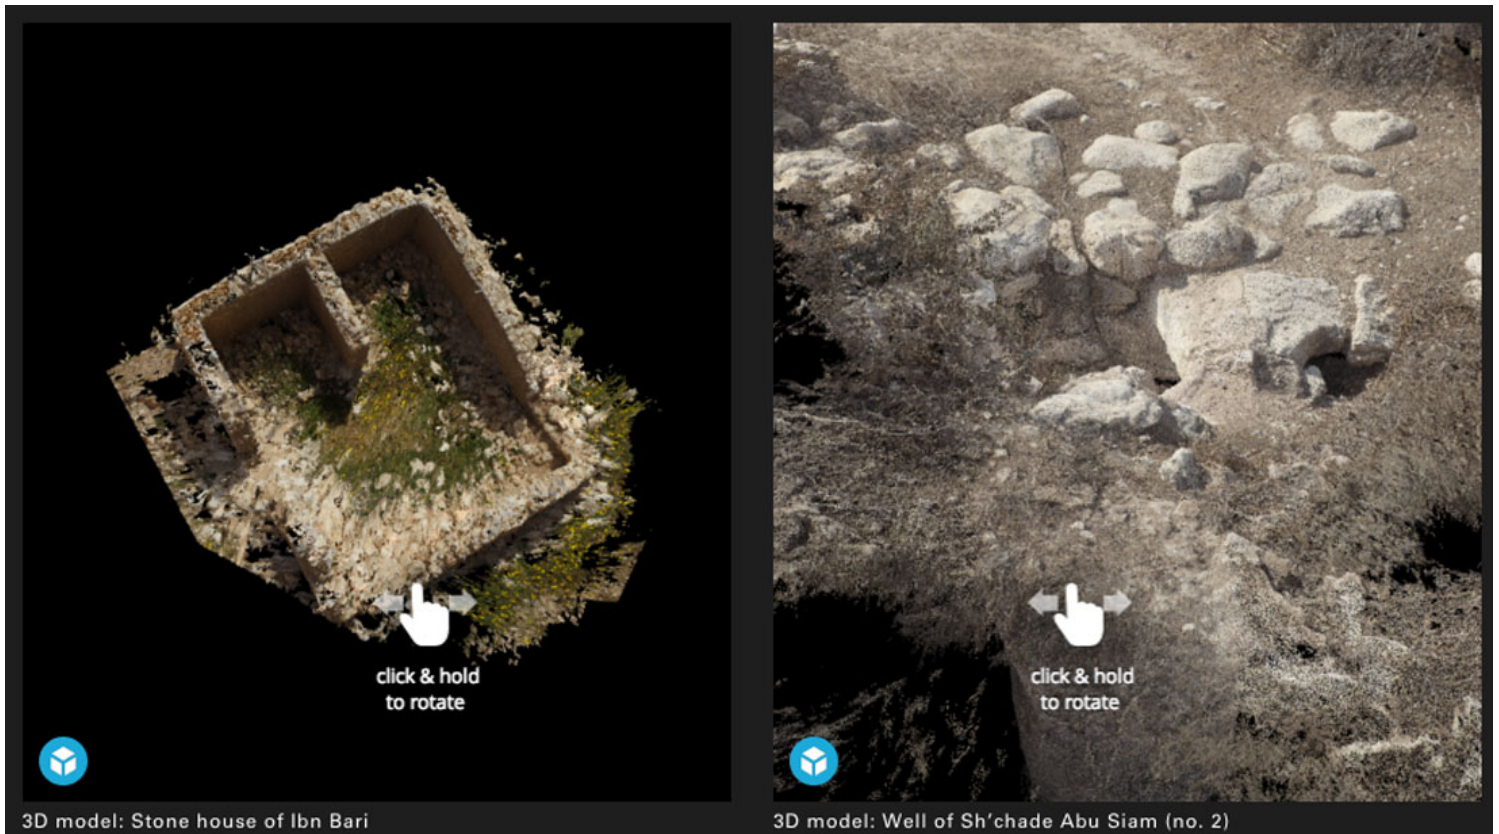 click & hold
to rotate
click & hold
to rotate
3D model: Stone house of Ibn Bari
3D model: Well of Sh'chade Abu Siam (no. 2)